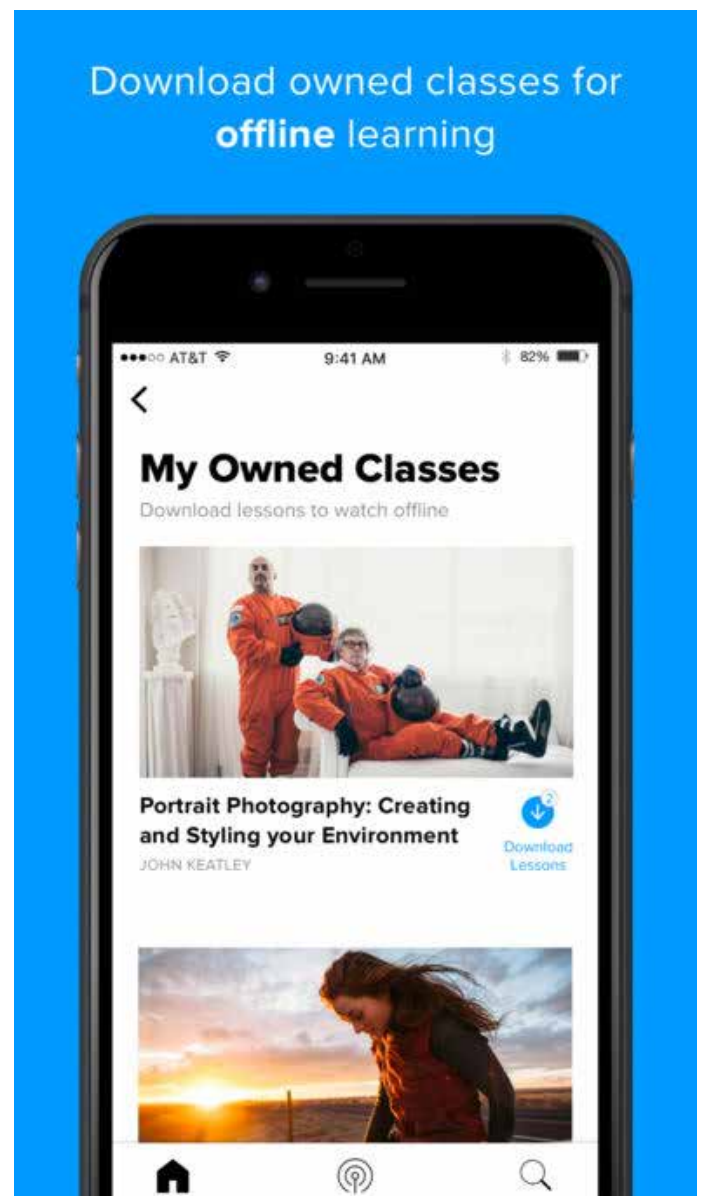 Download owned classes for
offline learning
AT&T 9:41 AM 82%
My Owned Classes
Download lessons to watch offline
Portrait Photography: Creating
and Styling your Environment
JOHN KEATLEY
2
Download
Lessons